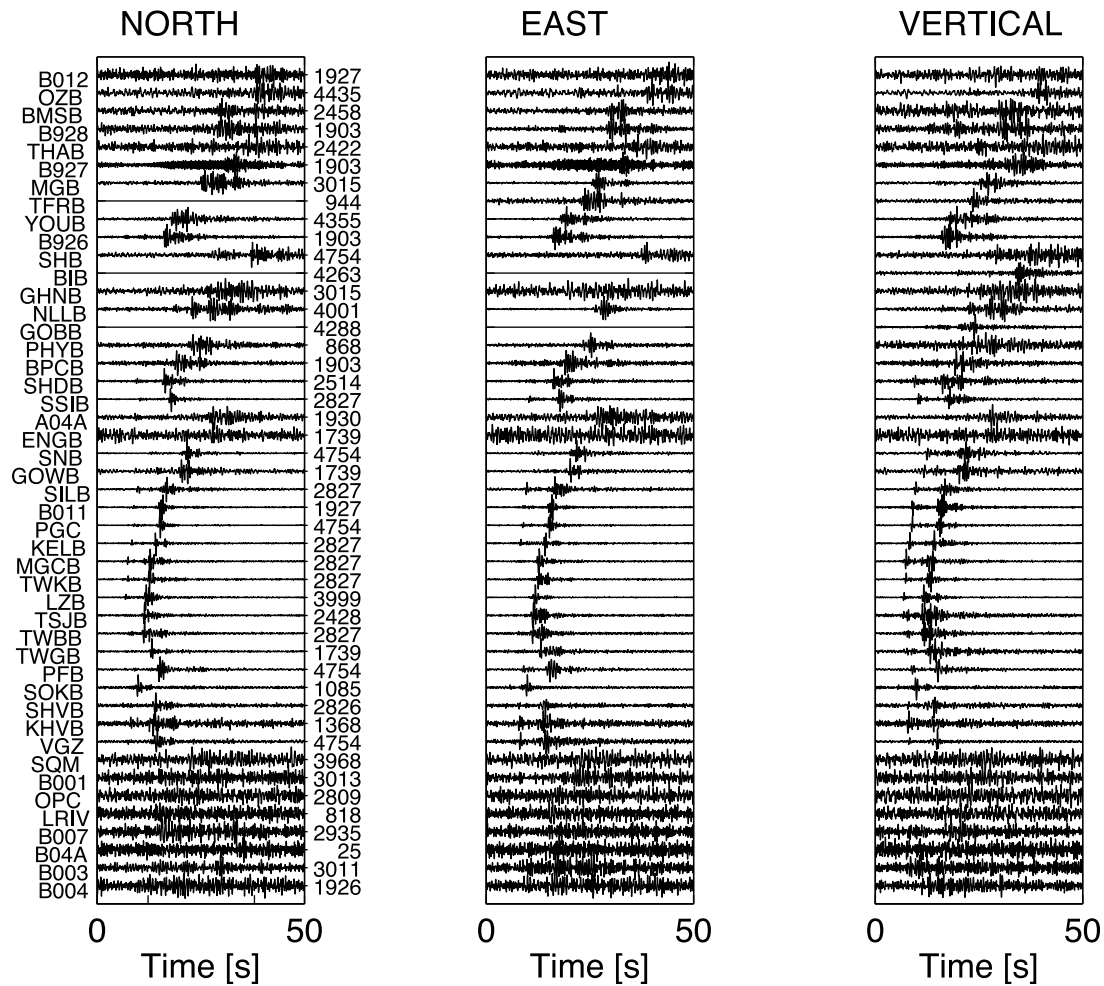 NORTH EAST VERTICAL
B012 1927
OZB 4435
BMSB 2458
B928 1903
THAB 2422
B927 1903
MGB 3015
TFRB 944
YOUB 4355
B926 1903
SHB 4754
BIB 4263
GHNB 3015
NLLB 4001
GOBB 4288
PHYB 868
BPCB 1903
SHDB 2514
SSIB 2827
A04A 1930
ENGB 1739
SNB 4754
GOWB 1739
SILB 2827
B011 1927
PGC 4754
KELB 2827
MGCB 2827
TWKB 2827
LZB 3999
TSJB 2428
TWBB 2827
TWGB 1739
PFB 4754
SOKB 1085
SHVB 2826
KHVB 1368
VGZ 4754
SQM 3968
B001 3013
OPC 2809
LRIV 818
B007 2935
B04A 25
B003 3011
B004 1926
0 50 0 50 0 50
Time [s] Time [s] Time [s]